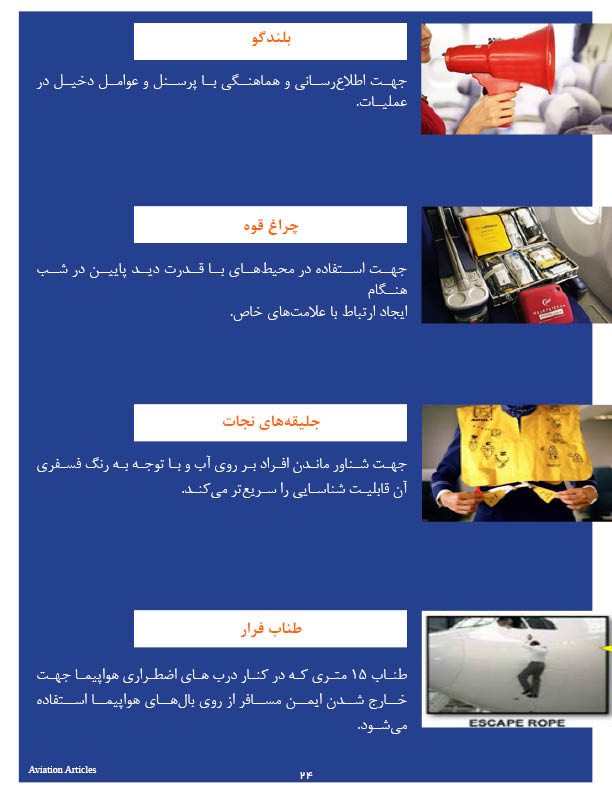 بلندگو
جهت اطلاع‌رسانی و هماهنگی با پرسنل و عوامل دخیل در
عملیات.
چراغ قوه
جهت استفاده در محیط‌های با قدرت دید پایین در شب
هنگام
ایجاد ارتباط با علامت‌های خاص.
جلیقه‌های نجات
جهت شناور ماندن افراد بر روی آب و با توجه به رنگ فسفری
آن قابلیت شناسایی را سریع‌تر می‌کند.
طناب فرار
طناب ۱۵ متری که در کنار درب های اضطراری هواپیما جهت
خارج شدن ایمن مسافر از روی بال‌های هواپیما استفاده
می‌شود.
ESCAPE ROPE
Aviation Articles
۲۴